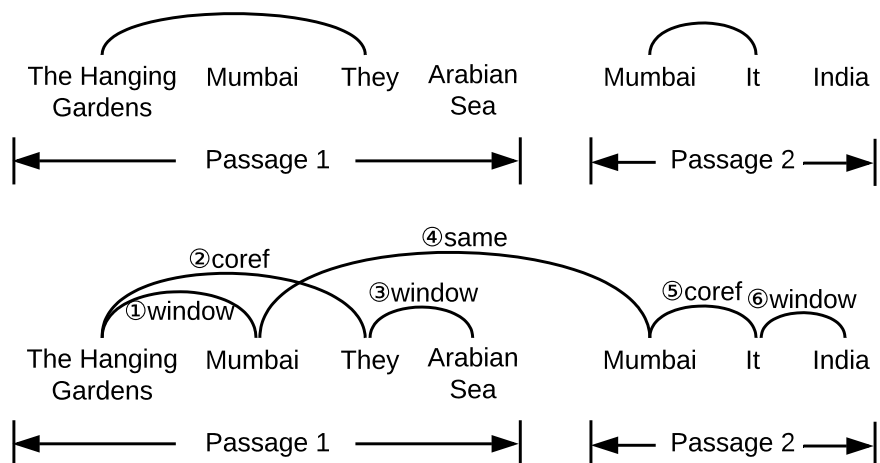 The Hanging Gardens Mumbai They Arabian Sea Mumbai It India
Passage 1 Passage 2
④same
②coref
①window ③window ⑤coref ⑥window
The Hanging Gardens Mumbai They Arabian Sea Mumbai It India
Passage 1 Passage 2